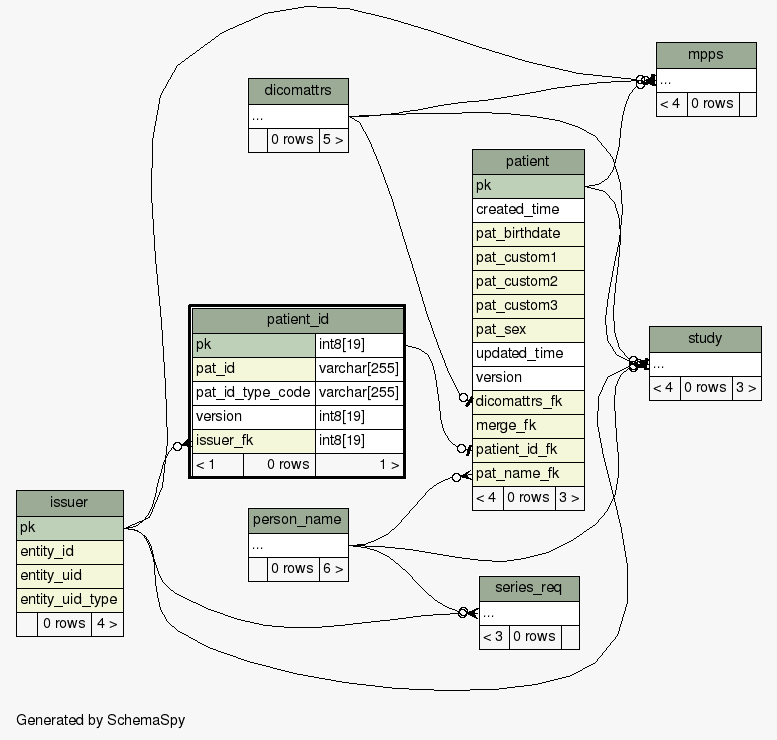 mpps
...
< 4 0 rows
dicomattrs
...
0 rows 5 >
patient
pk
created_time
pat_birthdate
pat_custom1
pat_custom2
pat_custom3
pat_sex
updated_time
version
dicomattrs_fk
merge_fk
patient_id_fk
pat_name_fk
< 4 0 rows 3 >
patient_id
pk int8[19]
pat_id varchar[255]
pat_id_type_code varchar[255]
version int8[19]
issuer_fk int8[19]
< 1 0 rows 1 >
study
...
< 4 0 rows 3 >
issuer
pk
entity_id
entity_uid
entity_uid_type
0 rows 4 >
person_name
...
0 rows 6 >
series_req
...
< 3 0 rows
Generated by SchemaSpy